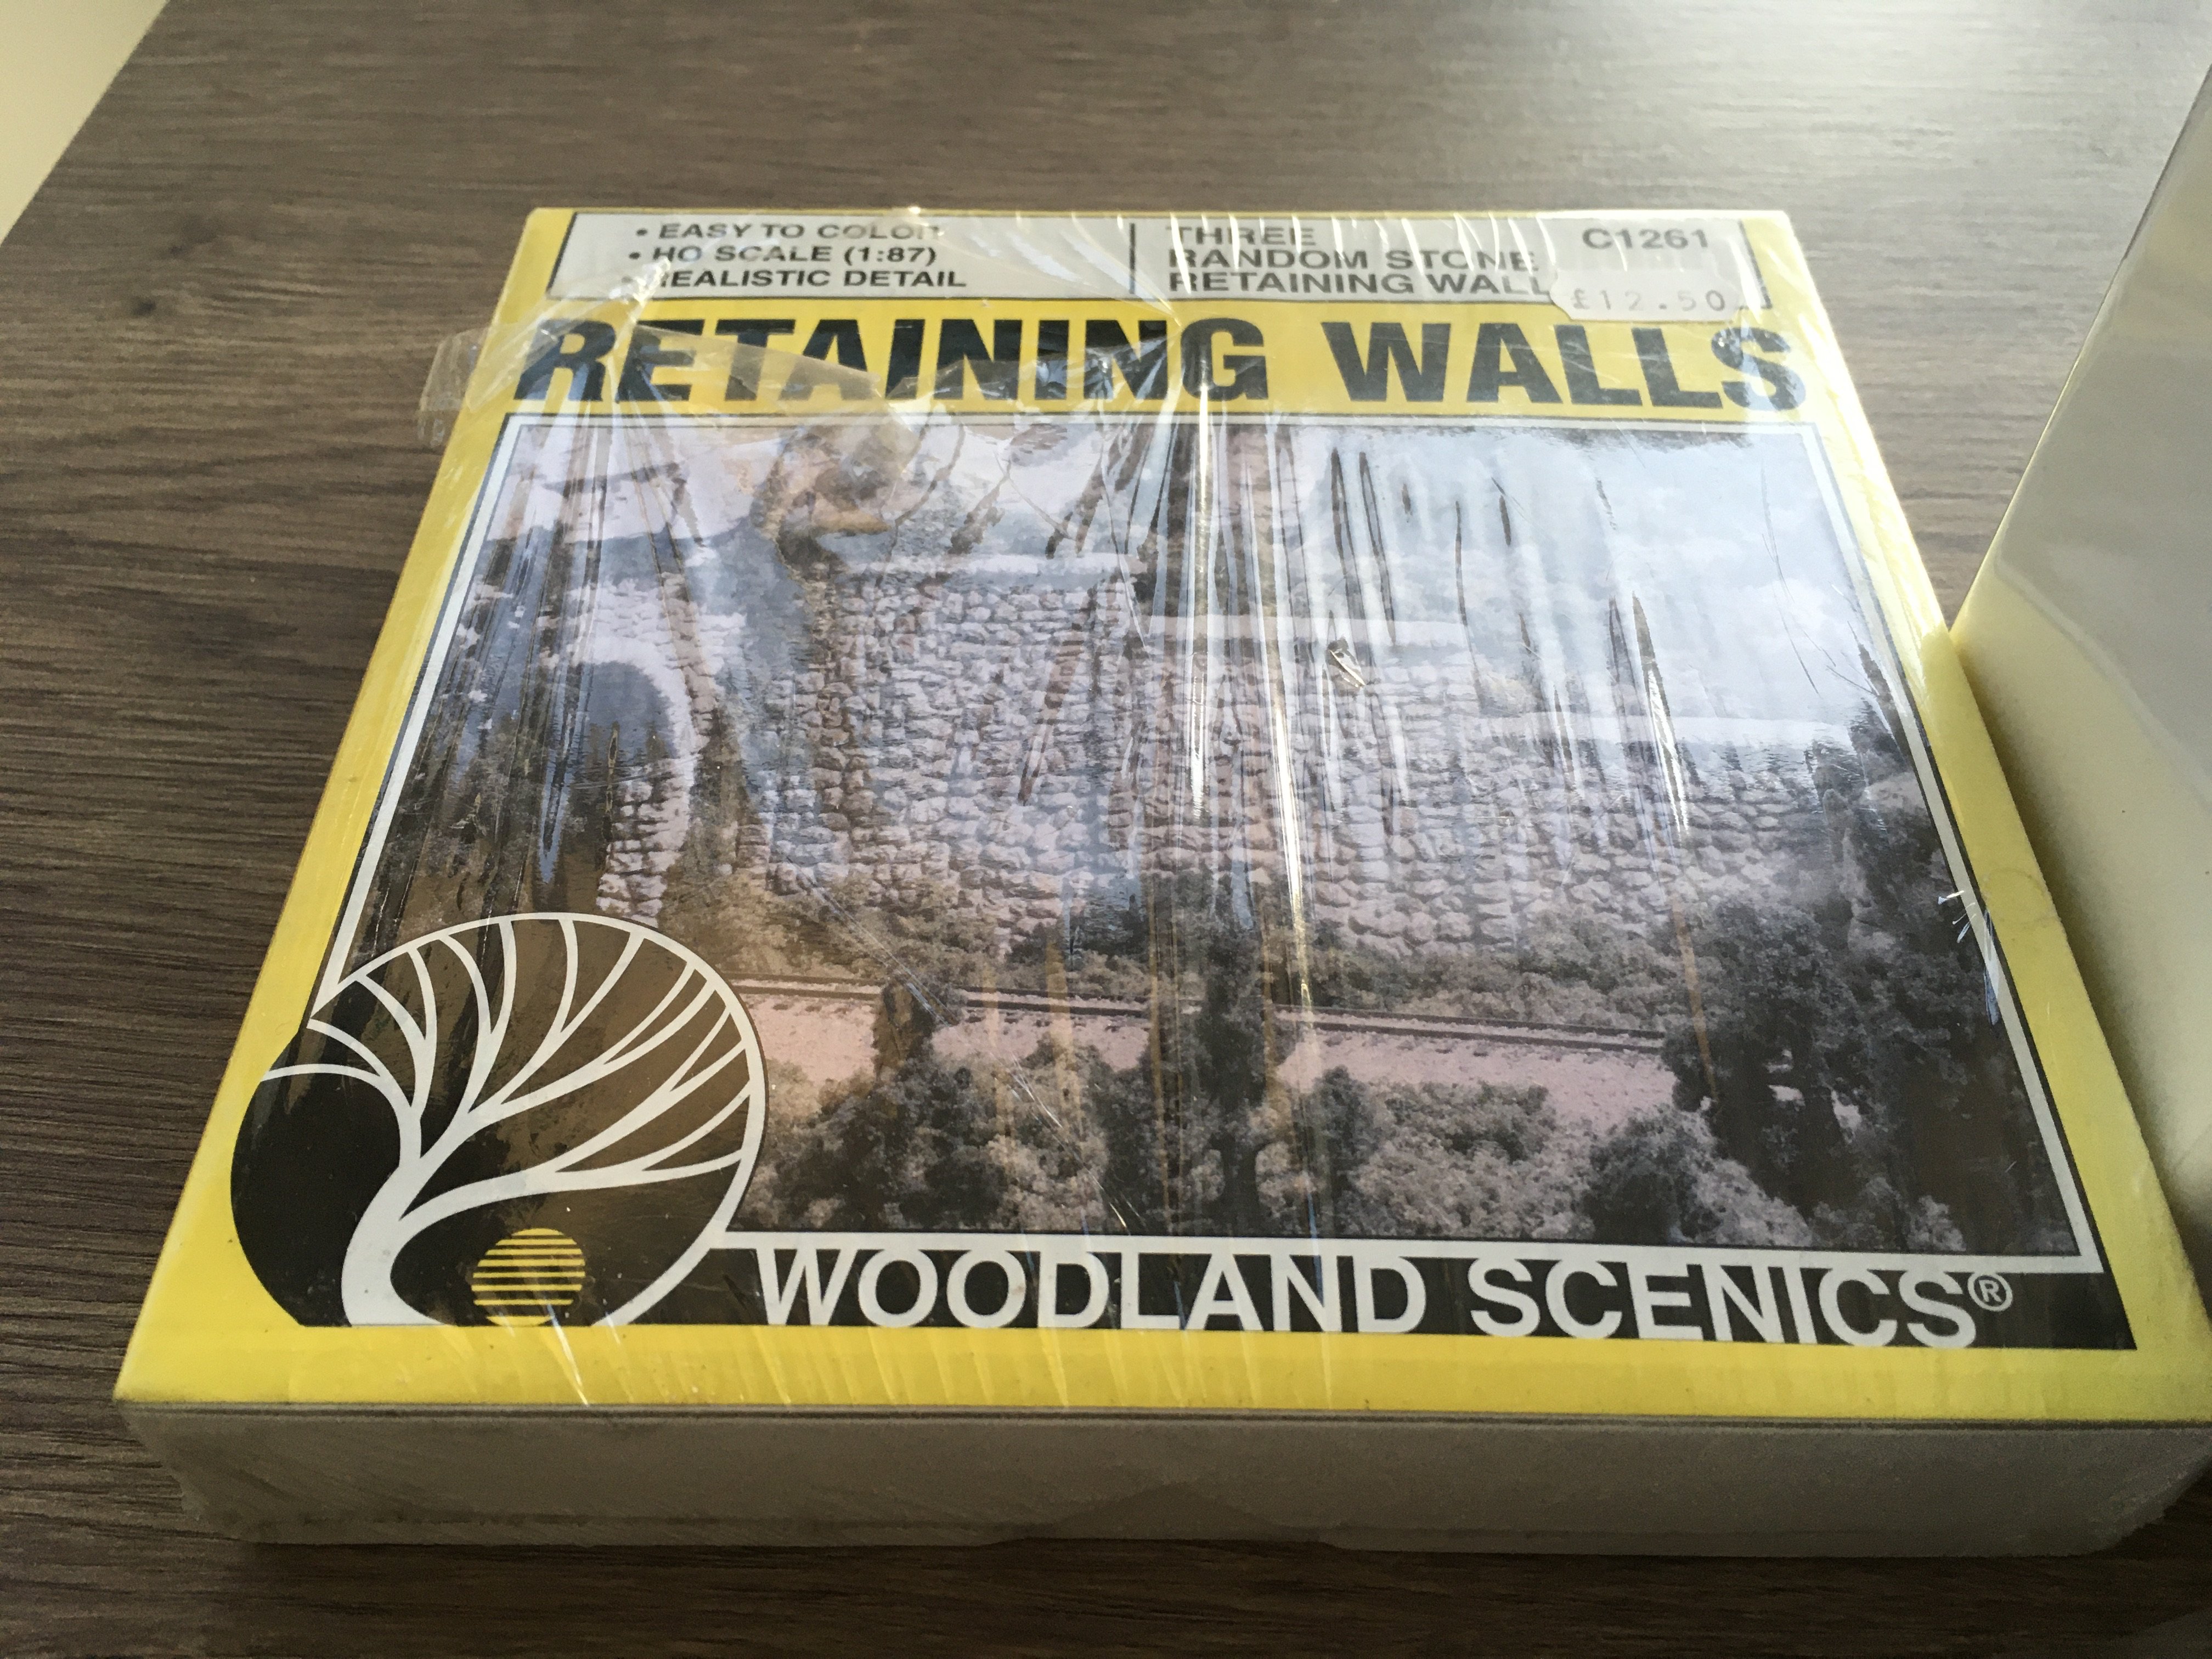 • EASY TO COLOR
• HO SCALE (1:87)
• REALISTIC DETAIL
THREE
RANDOM STONE
RETAINING WALL
C1261
£12.50
RETAINING WALLS
WOODLAND SCENICS®